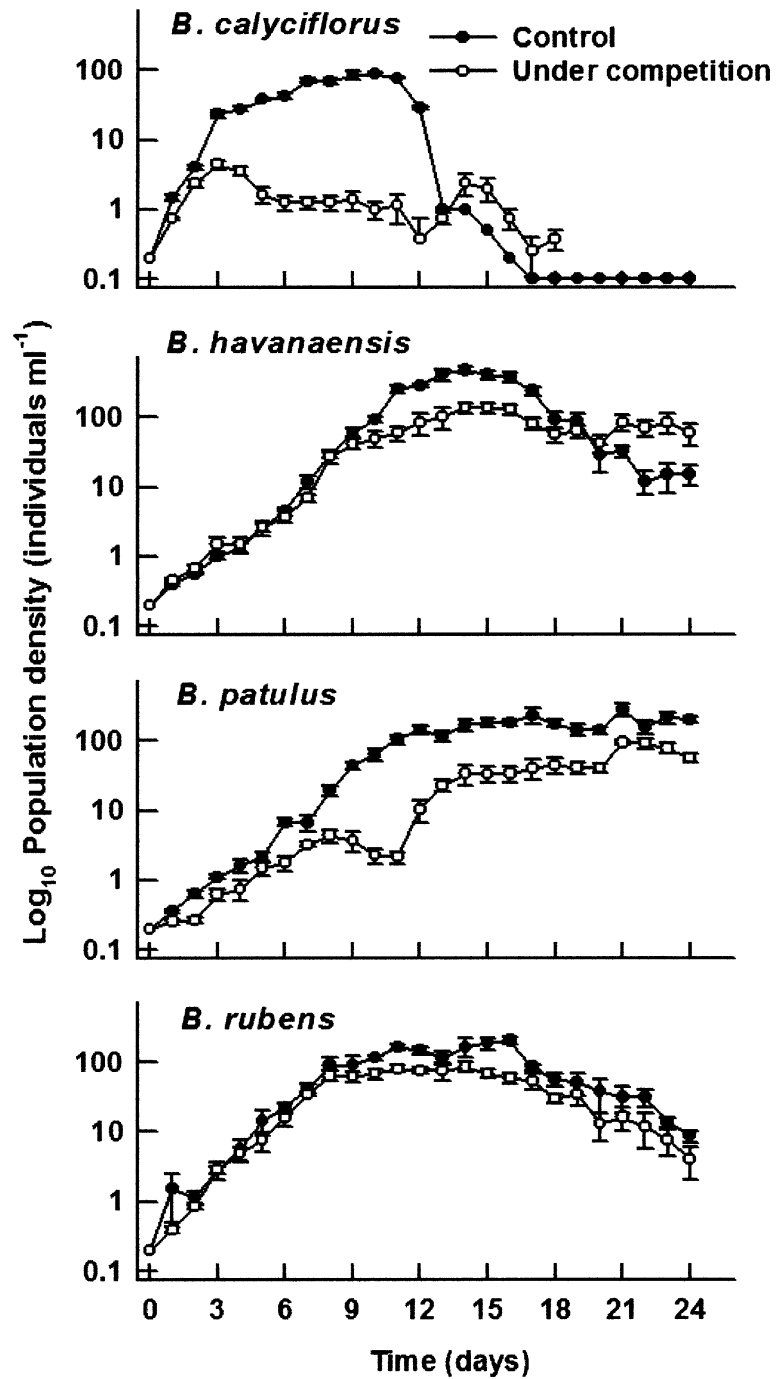 B. calyciflorus
Control
Under competition
100
10
1
0.1
B. havanaensis
100
10
1
0.1
B. patulus
100
10
1
0.1
B. rubens
100
10
1
0.1
0 3 6 9 12 15 18 21 24
Time (days)
Log10 Population density (individuals ml-1)